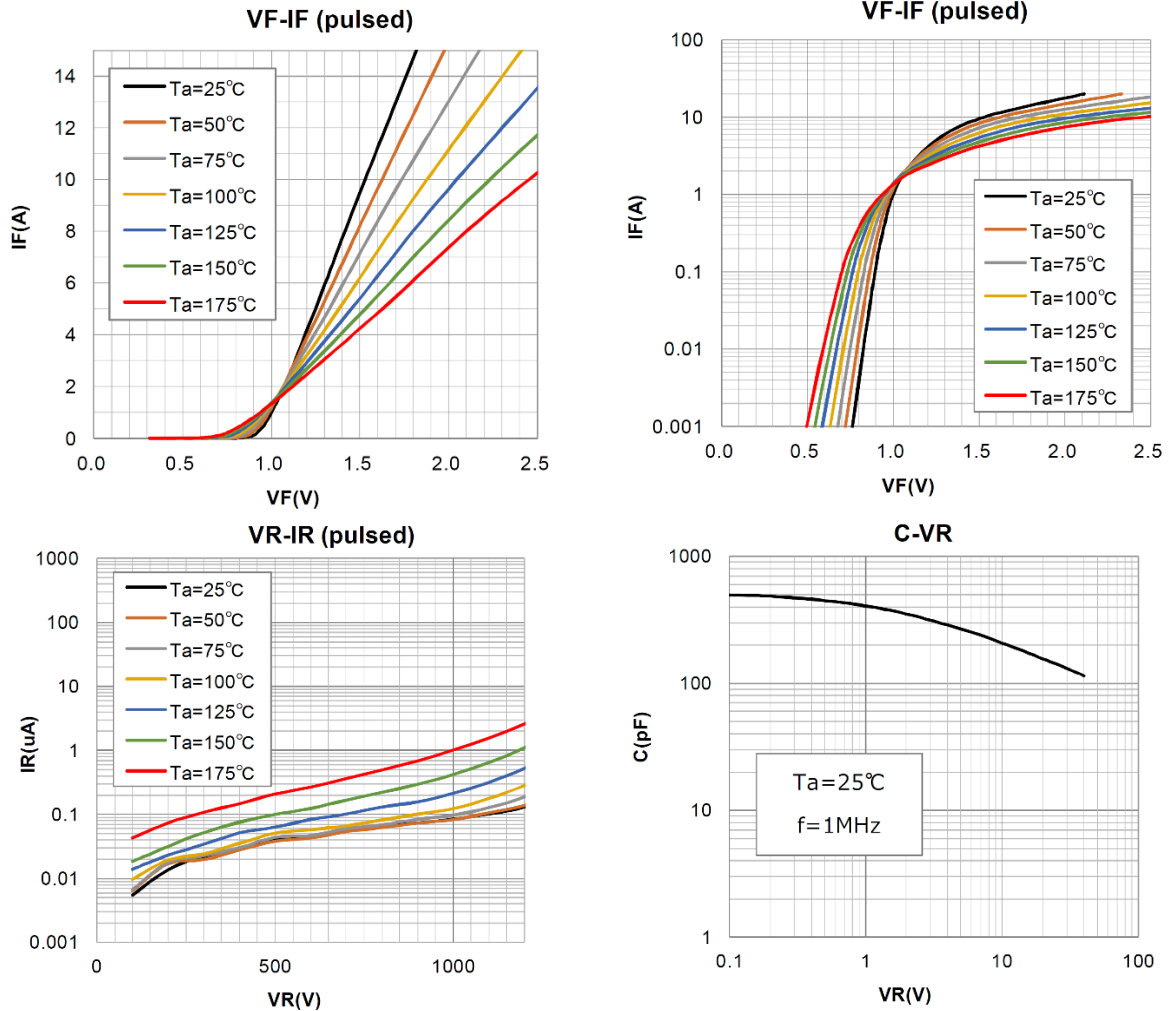 VF-IF (pulsed)
14
12
10
8
6
4
2
0
IF(A)
Ta=25℃
Ta=50℃
Ta=75℃
Ta=100℃
Ta=125℃
Ta=150℃
Ta=175℃
0.0 0.5 1.0 1.5 2.0 2.5
VF(V)
VF-IF (pulsed)
100
10
1
0.1
0.01
0.001
IF(A)
Ta=25℃
Ta=50℃
Ta=75℃
Ta=100℃
Ta=125℃
Ta=150℃
Ta=175℃
0.0 0.5 1.0 1.5 2.0 2.5
VF(V)
VR-IR (pulsed)
1000
100
10
1
0.1
0.01
0.001
IR(uA)
Ta=25℃
Ta=50℃
Ta=75℃
Ta=100℃
Ta=125℃
Ta=150℃
Ta=175℃
0 500 1000
VR(V)
C-VR
1000
100
10
1
C(pF)
Ta=25℃
f=1MHz
0.1 1 10 100
VR(V)